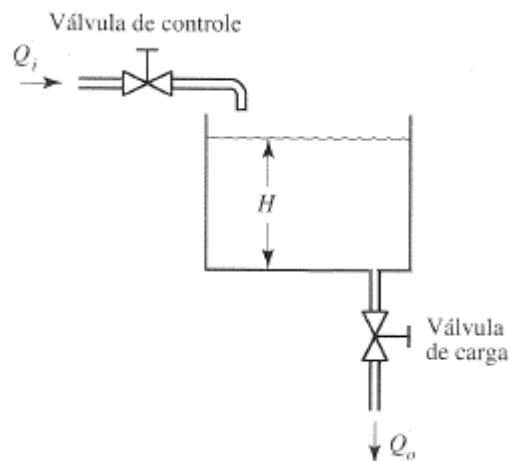 Válvula de controle
Qi
H
Válvula
de carga
Qo